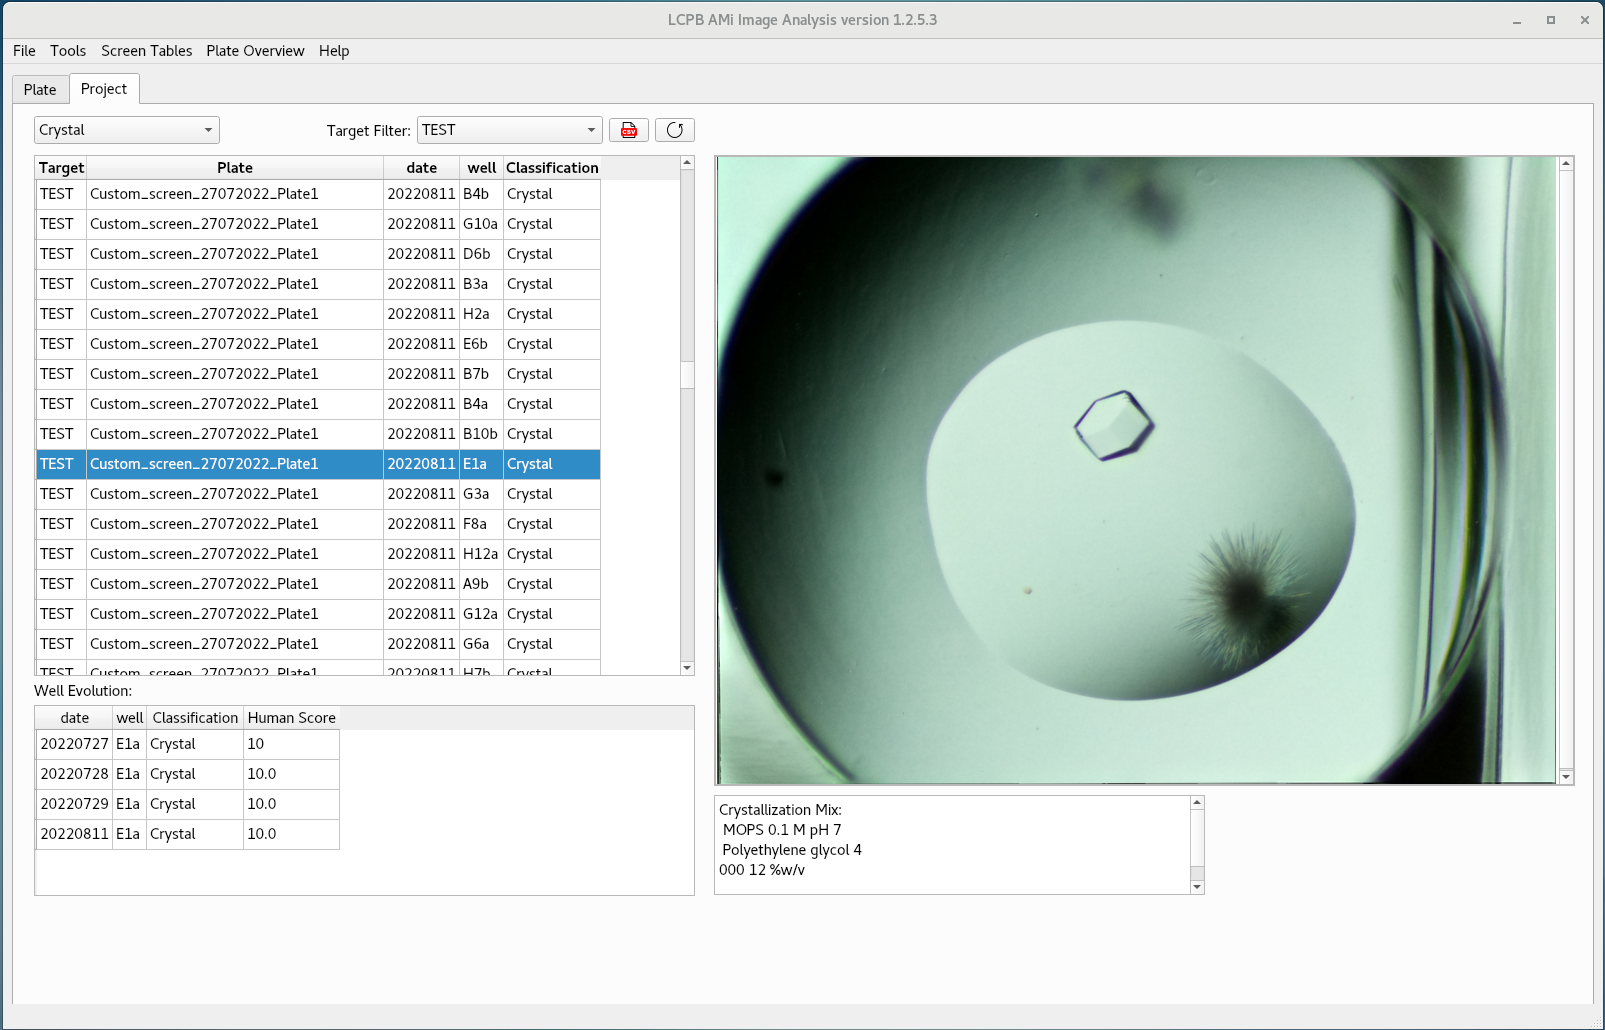 LCPB AMi Image Analysis version 1.2.5.3
File Tools Screen Tables Plate Overview Help
Plate Project
Crystal Target Filter: TEST CSV
Target Plate date well Classification
TEST Custom_screen_27072022_Plate1 20220811 B4b Crystal
TEST Custom_screen_27072022_Plate1 20220811 G10a Crystal
TEST Custom_screen_27072022_Plate1 20220811 D6b Crystal
TEST Custom_screen_27072022_Plate1 20220811 B3a Crystal
TEST Custom_screen_27072022_Plate1 20220811 H2a Crystal
TEST Custom_screen_27072022_Plate1 20220811 E6b Crystal
TEST Custom_screen_27072022_Plate1 20220811 B7b Crystal
TEST Custom_screen_27072022_Plate1 20220811 B4a Crystal
TEST Custom_screen_27072022_Plate1 20220811 B10b Crystal
TEST Custom_screen_27072022_Plate1 20220811 E1a Crystal
TEST Custom_screen_27072022_Plate1 20220811 G3a Crystal
TEST Custom_screen_27072022_Plate1 20220811 F8a Crystal
TEST Custom_screen_27072022_Plate1 20220811 H12a Crystal
TEST Custom_screen_27072022_Plate1 20220811 A9b Crystal
TEST Custom_screen_27072022_Plate1 20220811 G12a Crystal
TEST Custom_screen_27072022_Plate1 20220811 G6a Crystal
TEST Custom_screen_27072022_Plate1 20220811 H7b Crystal
Well Evolution:
date well Classification Human Score
20220727 E1a Crystal 10
20220728 E1a Crystal 10.0
20220729 E1a Crystal 10.0
20220811 E1a Crystal 10.0
Crystallization Mix:
MOPS 0.1 M pH 7
Polyethylene glycol 4
000 12 %w/v